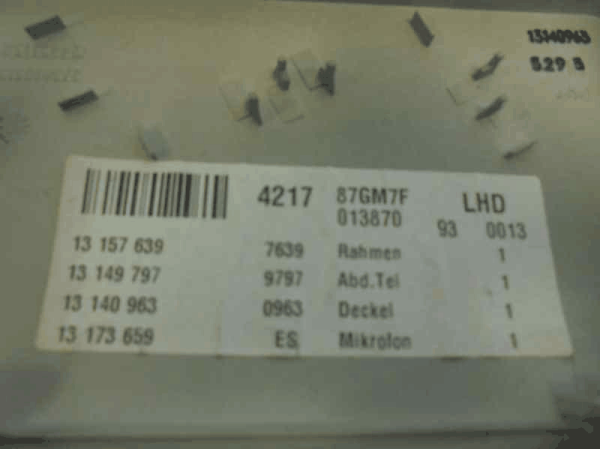 13140963
529 5
4217 87GM7F LHD
013870 93 0013
13 157 639 7639 Rahmen 1
13 149 797 9797 Abd.Tel 1
13 140 963 0963 Deckel 1
13 173 659 ES Mikrofon 1